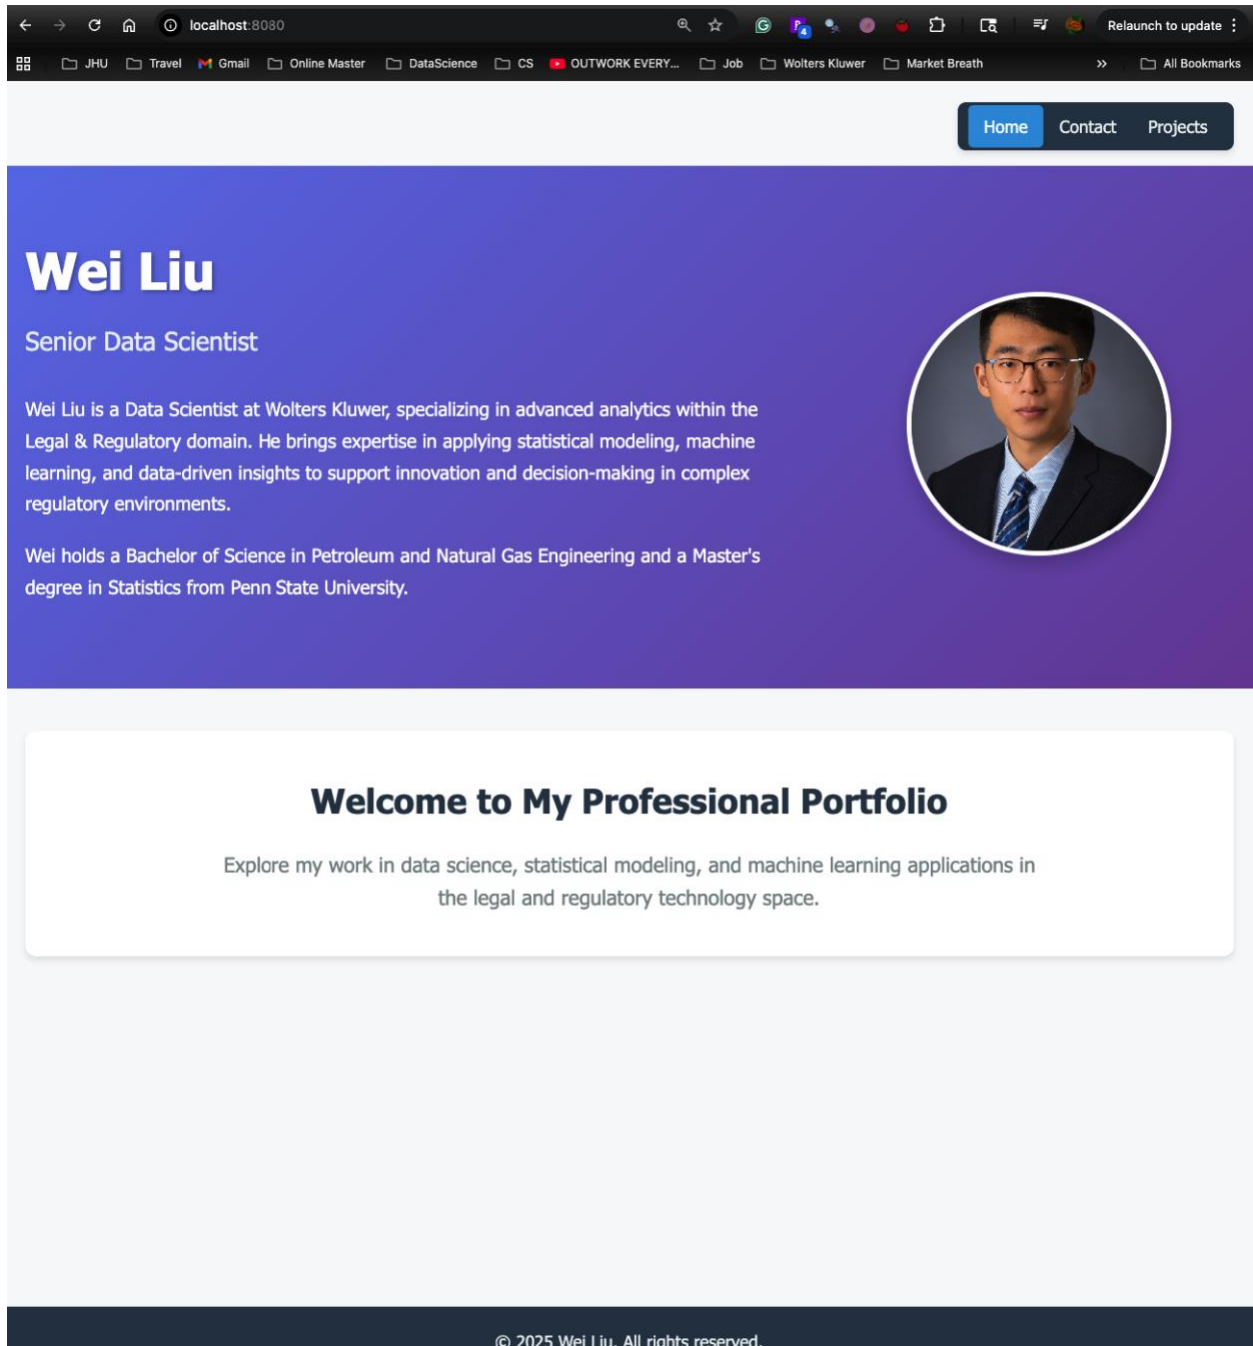 localhost:8080
4
Relaunch to update
JHU
Travel
Gmail
Online Master
DataScience
CS
OUTWORK EVERY...
Job
Wolters Kluwer
Market Breath
»
All Bookmarks
Home
Contact
Projects
Wei Liu
Senior Data Scientist
Wei Liu is a Data Scientist at Wolters Kluwer, specializing in advanced analytics within the
Legal & Regulatory domain. He brings expertise in applying statistical modeling, machine
learning, and data-driven insights to support innovation and decision-making in complex
regulatory environments.
Wei holds a Bachelor of Science in Petroleum and Natural Gas Engineering and a Master's
degree in Statistics from Penn State University.
Welcome to My Professional Portfolio
Explore my work in data science, statistical modeling, and machine learning applications in
the legal and regulatory technology space.
© 2025 Wei Liu. All rights reserved.